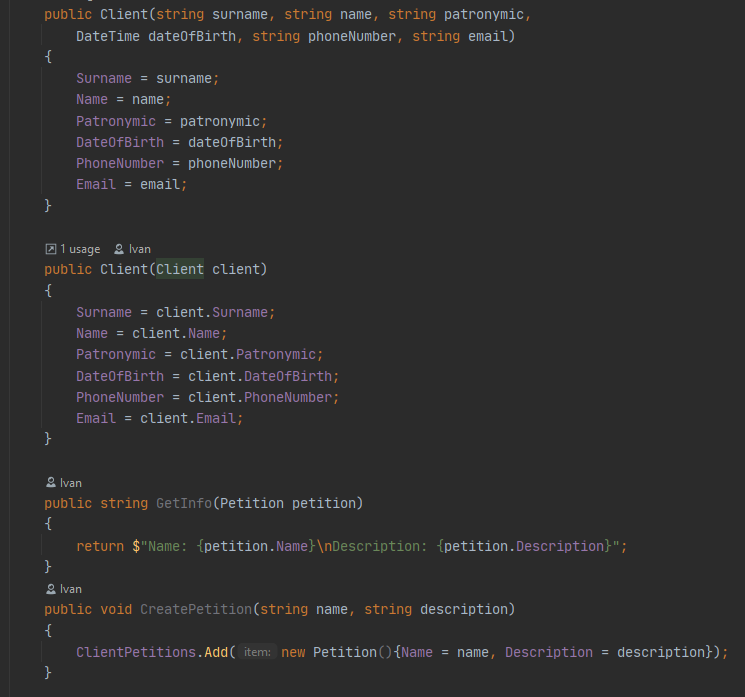 public Client(string surname, string name, string patronymic,
DateTime dateOfBirth, string phoneNumber, string email)
{
Surname = surname;
Name = name;
Patronymic = patronymic;
DateOfBirth = dateOfBirth;
PhoneNumber = phoneNumber;
Email = email;
}
1 usage Ivan
public Client(Client client)
{
Surname = client.Surname;
Name = client.Name;
Patronymic = client.Patronymic;
DateOfBirth = client.DateOfBirth;
PhoneNumber = client.PhoneNumber;
Email = client.Email;
}
Ivan
public string GetInfo(Petition petition)
{
return $"Name: {petition.Name}\nDescription: {petition.Description}";
}
Ivan
public void CreatePetition(string name, string description)
{
ClientPetitions.Add(item: new Petition(){Name = name, Description = description});
}